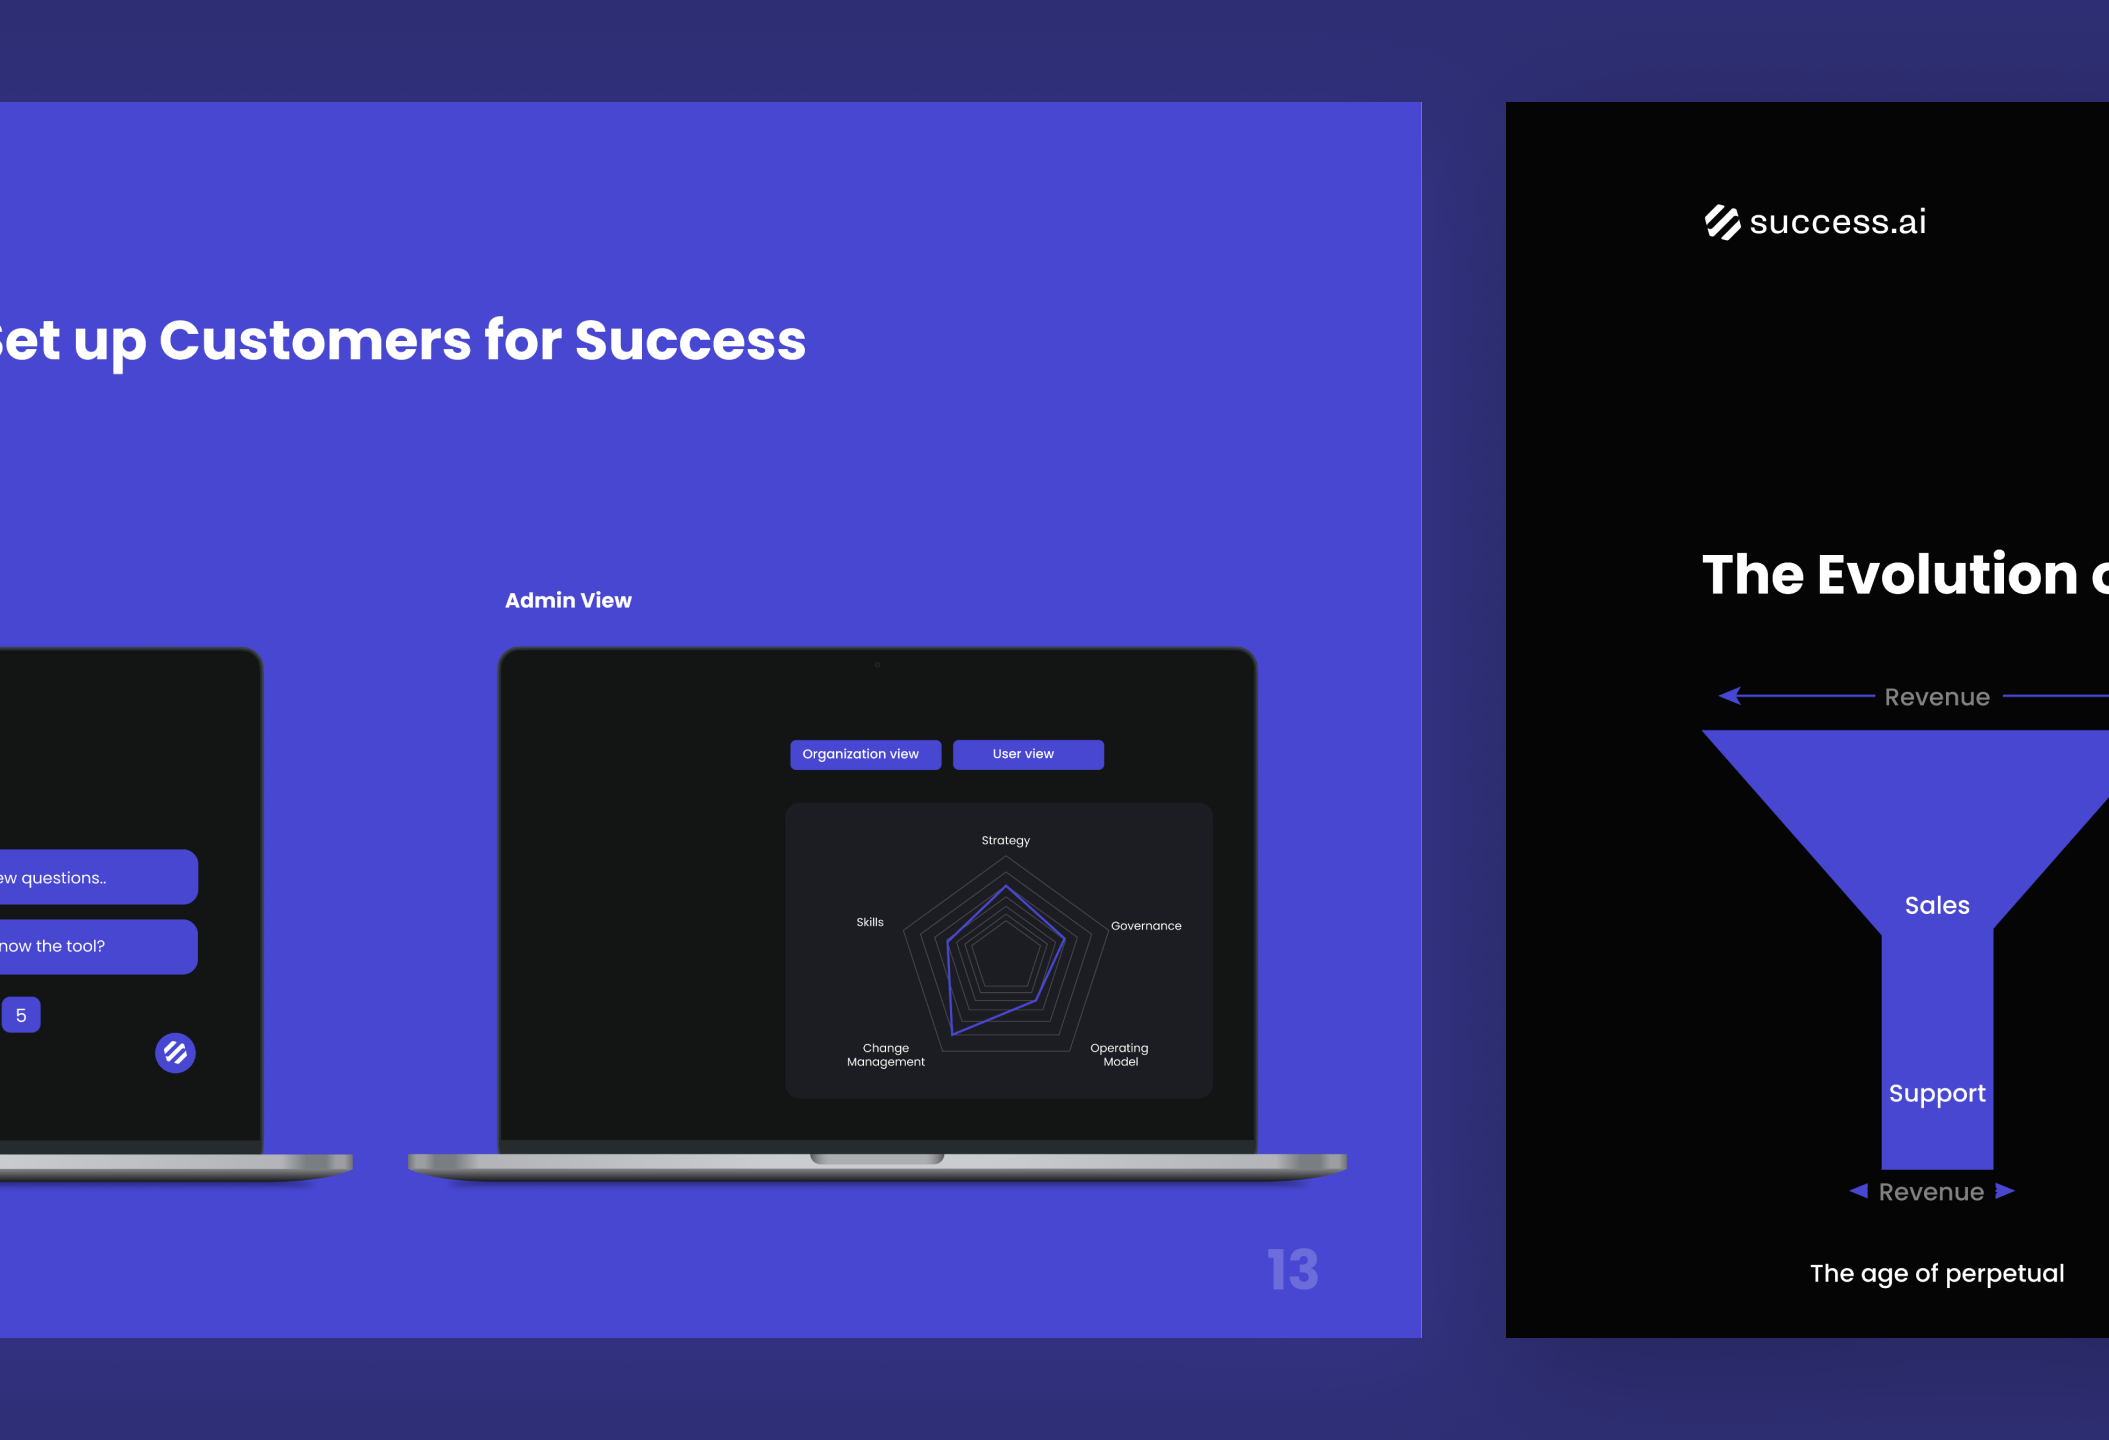 Set up Customers for Success
Admin View
ew questions..
now the tool?
5
Organization view
User view
Strategy
Skills
Governance
Change
Management
Operating
Model
13
success.ai
The Evolution
Revenue
Sales
Support
Revenue
The age of perpetual